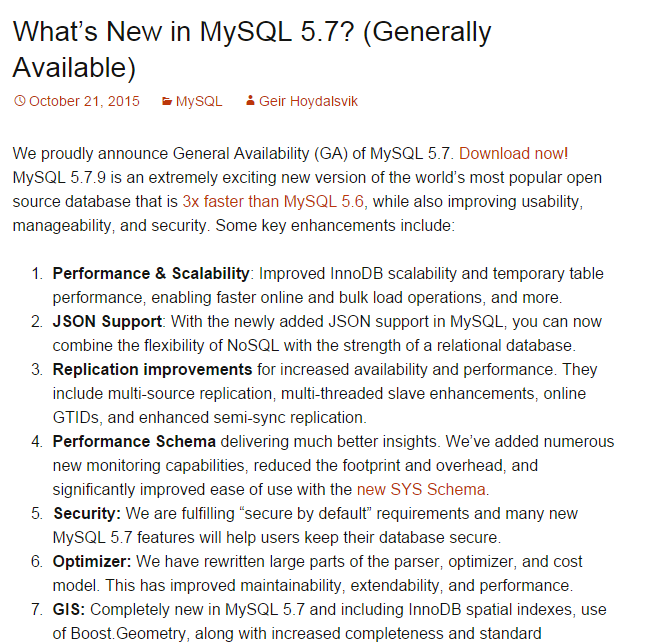 What’s New in MySQL 5.7? (Generally
Available)
October 21, 2015 MySQL Geir Hoydalsvik
We proudly announce General Availability (GA) of MySQL 5.7. Download now!
MySQL 5.7.9 is an extremely exciting new version of the world’s most popular open
source database that is 3x faster than MySQL 5.6, while also improving usability,
manageability, and security. Some key enhancements include:
1. Performance & Scalability: Improved InnoDB scalability and temporary table
performance, enabling faster online and bulk load operations, and more.
2. JSON Support: With the newly added JSON support in MySQL, you can now
combine the flexibility of NoSQL with the strength of a relational database.
3. Replication improvements for increased availability and performance. They
include multi-source replication, multi-threaded slave enhancements, online
GTIDs, and enhanced semi-sync replication.
4. Performance Schema delivering much better insights. We’ve added numerous
new monitoring capabilities, reduced the footprint and overhead, and
significantly improved ease of use with the new SYS Schema.
5. Security: We are fulfilling “secure by default” requirements and many new
MySQL 5.7 features will help users keep their database secure.
6. Optimizer: We have rewritten large parts of the parser, optimizer, and cost
model. This has improved maintainability, extendability, and performance.
7. GIS: Completely new in MySQL 5.7 and including InnoDB spatial indexes, use
of Boost.Geometry, along with increased completeness and standard